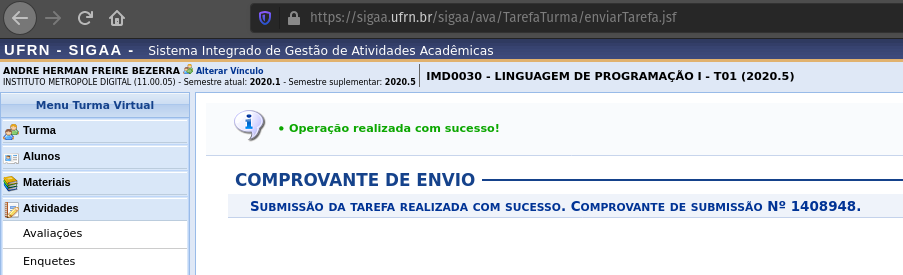 https://sigaa.ufrn.br/sigaa/ava/TarefaTurma/enviarTarefa.jsf
UFRN - SIGAA - Sistema Integrado de Gestão de Atividades Acadêmicas
ANDRE HERMAN FREIRE BEZERRA Alterar Vínculo
INSTITUTO METROPOLE DIGITAL (11.00.05) - Semestre atual: 2020.1 - Semestre suplementar: 2020.5
IMD0030 - LINGUAGEM DE PROGRAMAÇÃO I - T01 (2020.5)
Menu Turma Virtual
Turma
Alunos
Materiais
Atividades
Avaliações
Enquetes
• Operação realizada com sucesso!
COMPROVANTE DE ENVIO
SUBMISSÃO DA TAREFA REALIZADA COM SUCESSO. COMPROVANTE DE SUBMISSÃO Nº 1408948.